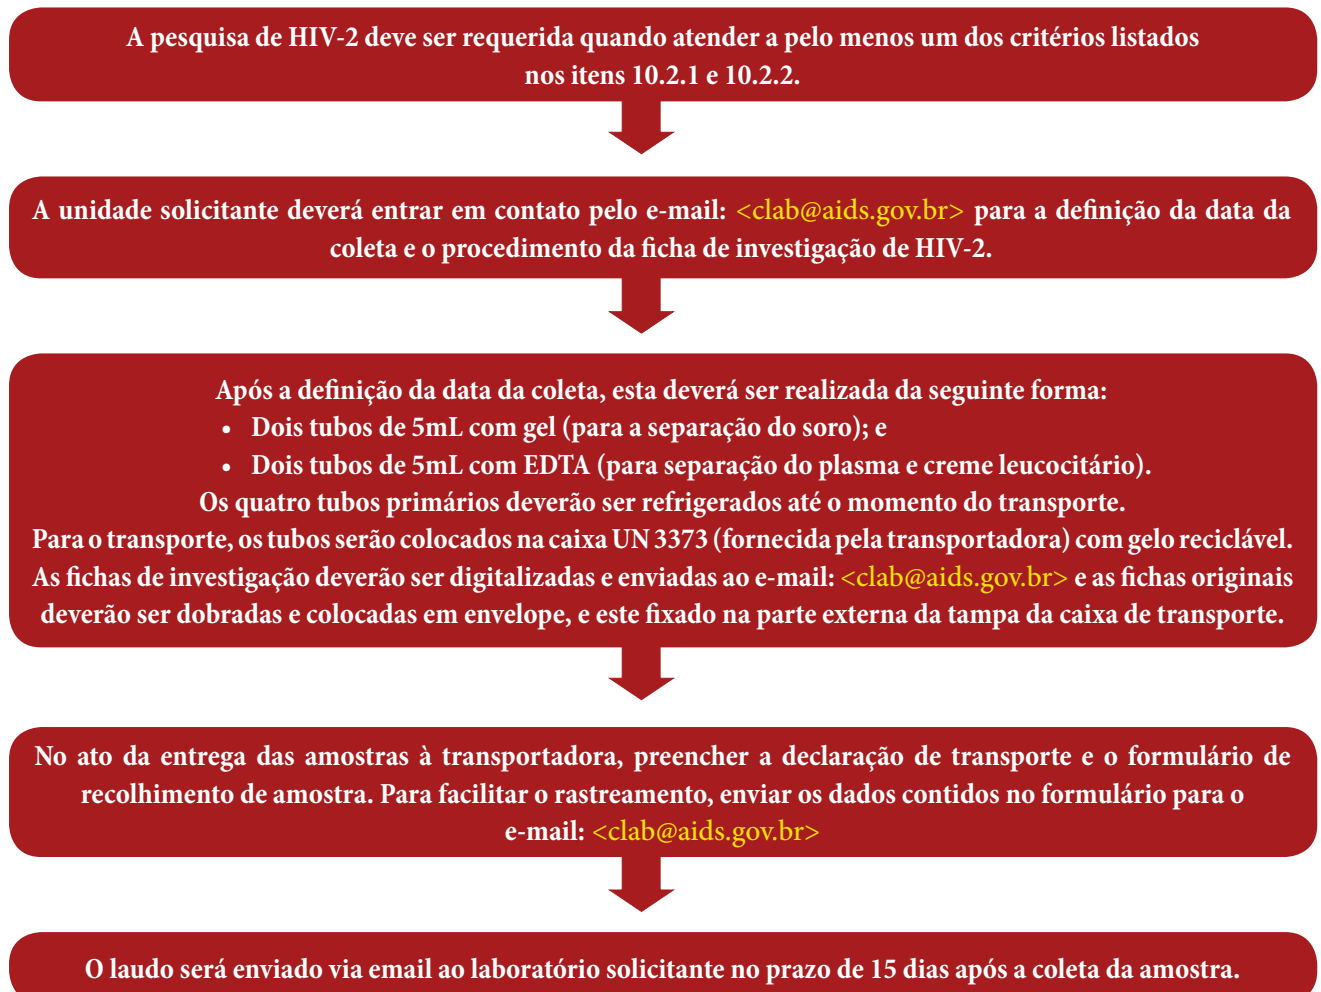 A pesquisa de HIV-2 deve ser requerida quando atender a pelo menos um dos critérios listados
nos itens 10.2.1 e 10.2.2.
A unidade solicitante deverá entrar em contato pelo e-mail: <clab@aids.gov.br> para a definição da data da
coleta e o procedimento da ficha de investigação de HIV-2.
Após a definição da data da coleta, esta deverá ser realizada da seguinte forma:
• Dois tubos de 5mL com gel (para a separação do soro); e
• Dois tubos de 5mL com EDTA (para separação do plasma e creme leucocitário).
Os quatro tubos primários deverão ser refrigerados até o momento do transporte.
Para o transporte, os tubos serão colocados na caixa UN 3373 (fornecida pela transportadora) com gelo reciclável.
As fichas de investigação deverão ser digitalizadas e enviadas ao e-mail: <clab@aids.gov.br> e as fichas originais
deverão ser dobradas e colocadas em envelope, e este fixado na parte externa da tampa da caixa de transporte.
No ato da entrega das amostras à transportadora, preencher a declaração de transporte e o formulário de
recolhimento de amostra. Para facilitar o rastreamento, enviar os dados contidos no formulário para o
e-mail: <clab@aids.gov.br>
O laudo será enviado via email ao laboratório solicitante no prazo de 15 dias após a coleta da amostra.